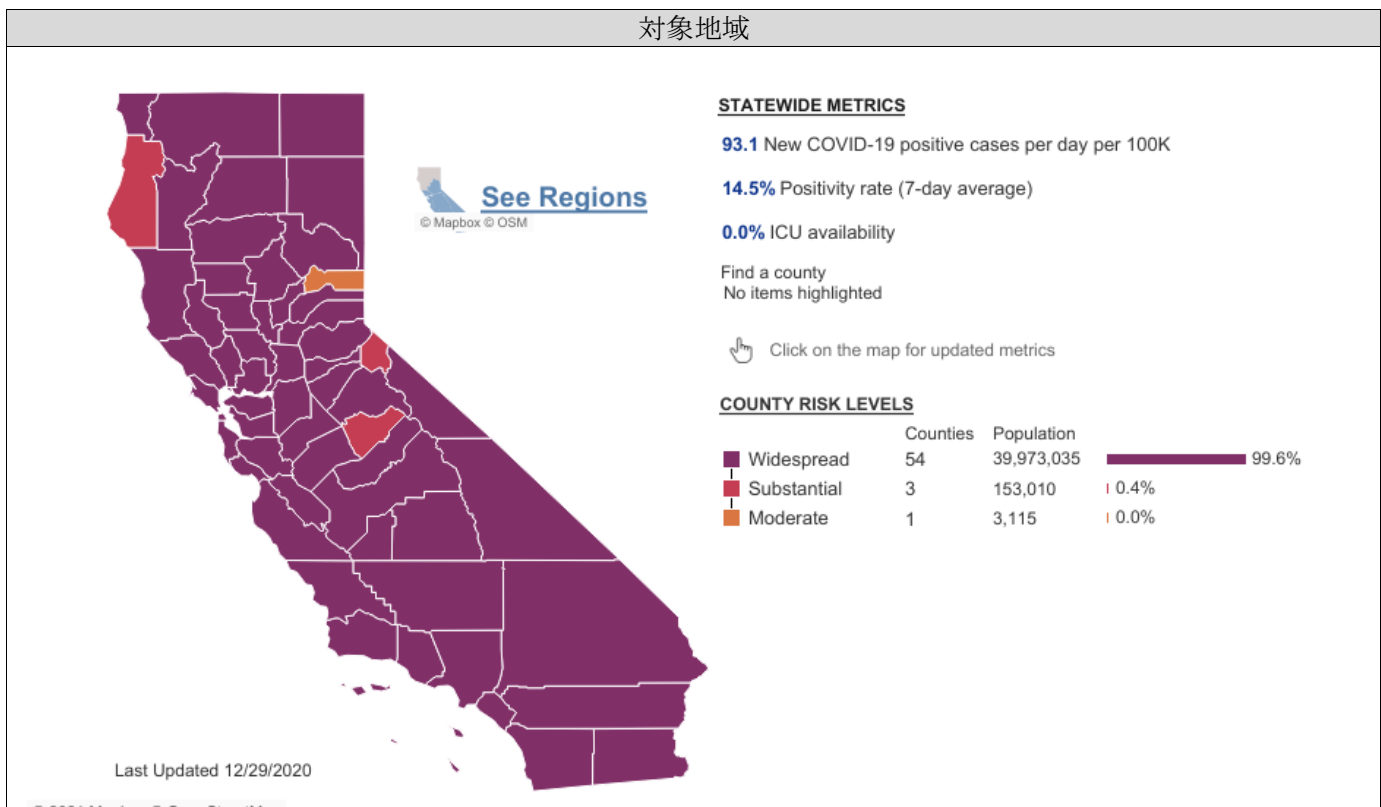 対象地域
STATEWIDE METRICS
93.1 New COVID-19 positive cases per day per 100K
14.5% Positivity rate (7-day average)
See Regions
© Mapbox © OSM
0.0% ICU availability
Find a county
No items highlighted
Click on the map for updated metrics
COUNTY RISK LEVELS
Counties Population
Widespread 54 39,973,035 99.6%
Substantial 3 153,010 0.4%
Moderate 1 3,115 0.0%
Last Updated 12/29/2020